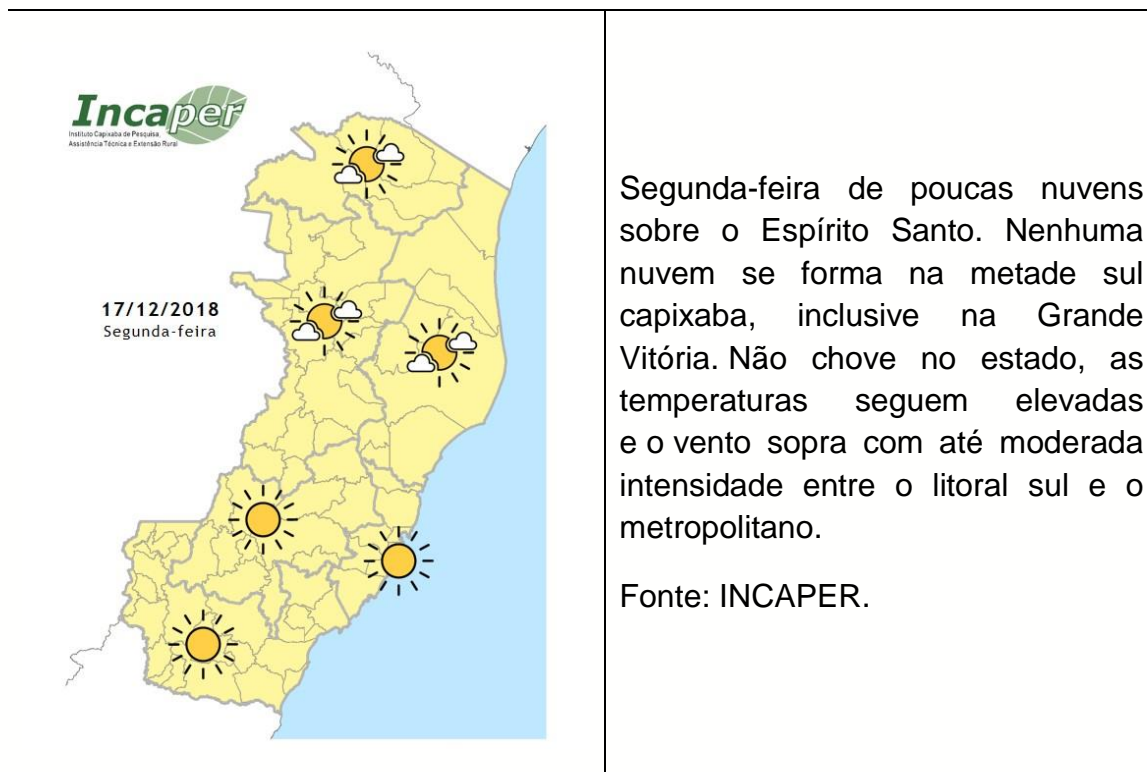 Incaper
Instituto Capixaba de Pesquisa,
Assistência Técnica e Extensão Rural
17/12/2018
Segunda-feira
Segunda-feira de poucas nuvens
sobre o Espírito Santo. Nenhuma
nuvem se forma na metade sul
capixaba, inclusive na Grande
Vitória. Não chove no estado, as
temperaturas seguem elevadas
e o vento sopra com até moderada
intensidade entre o litoral sul e o
metropolitano.
Fonte: INCAPER.